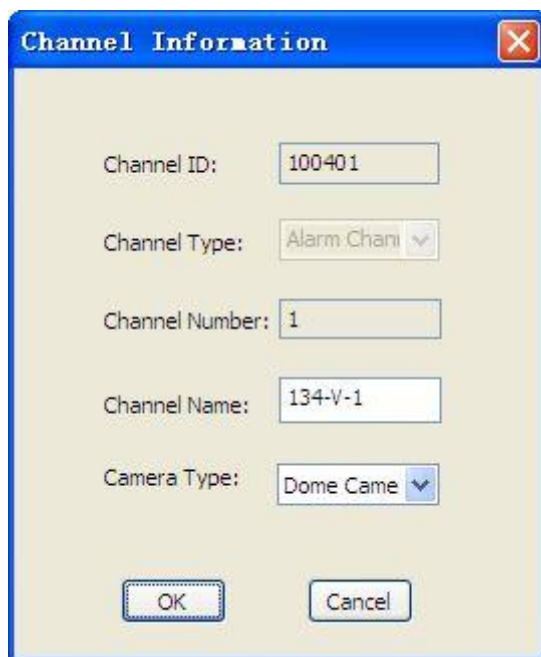 Channel Information
Channel ID: 100401
Channel Type: Alarm Chan
Channel Number: 1
Channel Name: 134-V-1
Camera Type: Dome Came
OK Cancel